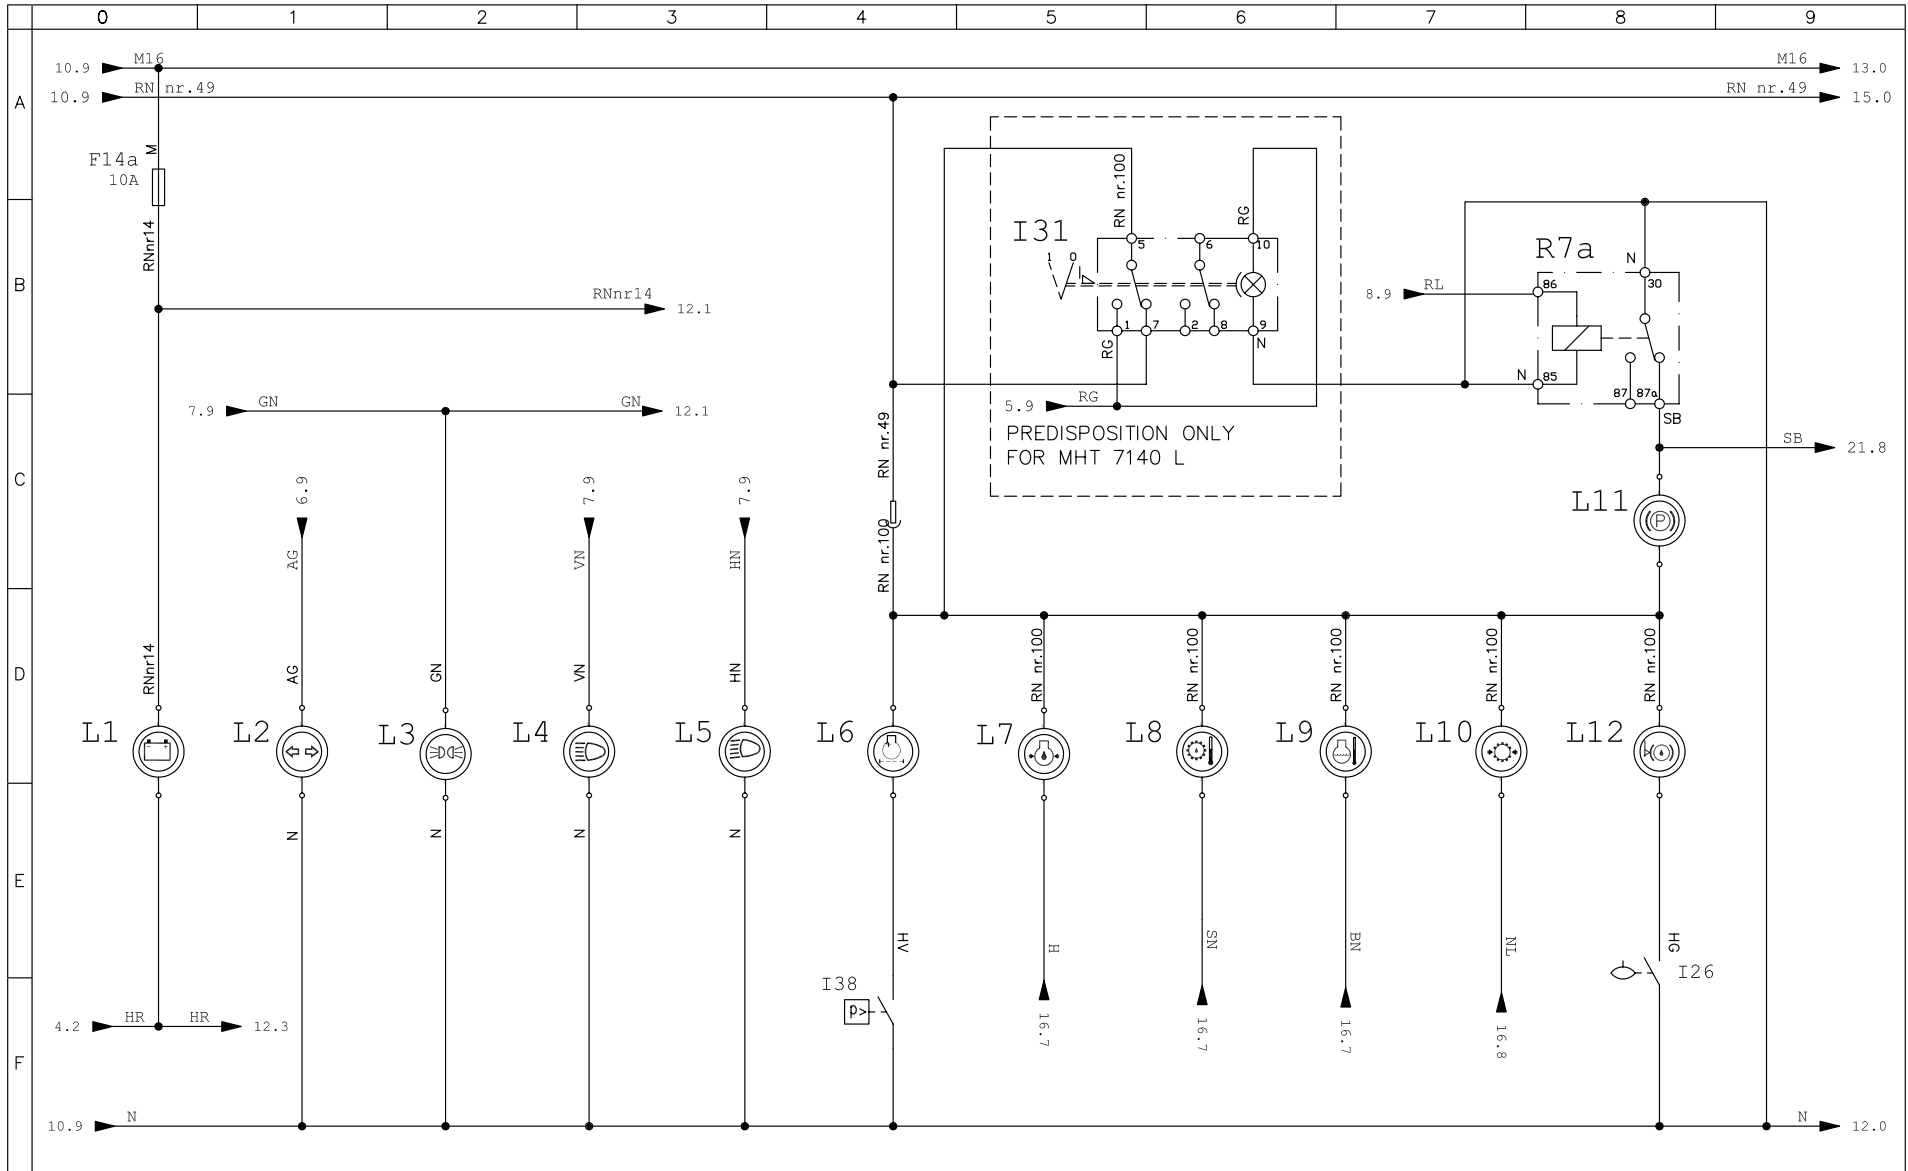 0 1 2 3 4 5 6 7 8 9
10.9 M16 M16 13.0
A 10.9 RN nr.49 RN nr.49 15.0
M
F14a
10A
RN nr.100
RG
RNnr14
I31
5 6 10
R7a
N
1 0
B
86 30
RNnr14 12.1
8.9 RL
1 7 2 8 9
N
RG
N 85
87 87a
7.9 GN GN 12.1
5.9 RG
SB
PREDISPOSITION ONLY
FOR MHT 7140 L
RN nr.49
SB 21.8
C
6.9 7.9 7.9
L11
P
AG VN HN
RN nr.100
D
RNnr14 AG GN VN HN RN nr.100 RN nr.100 RN nr.100 RN nr.100 RN nr.100
L1 L2 L3 L4 L5 L6 L7 L8 L9 L10 L12
N N N N
E
HV H SN BN NL HG
I38
p>
I26
4.2 HR HR 12.3
16.7 16.7 16.7 16.8
F
10.9 N N 12.0